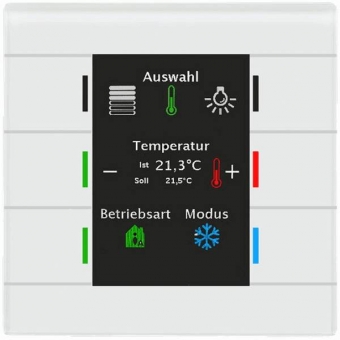 Auswahl
Temperatur
Ist 21,3°C
− +
Soll 21,5°C
Betriebsart Modus